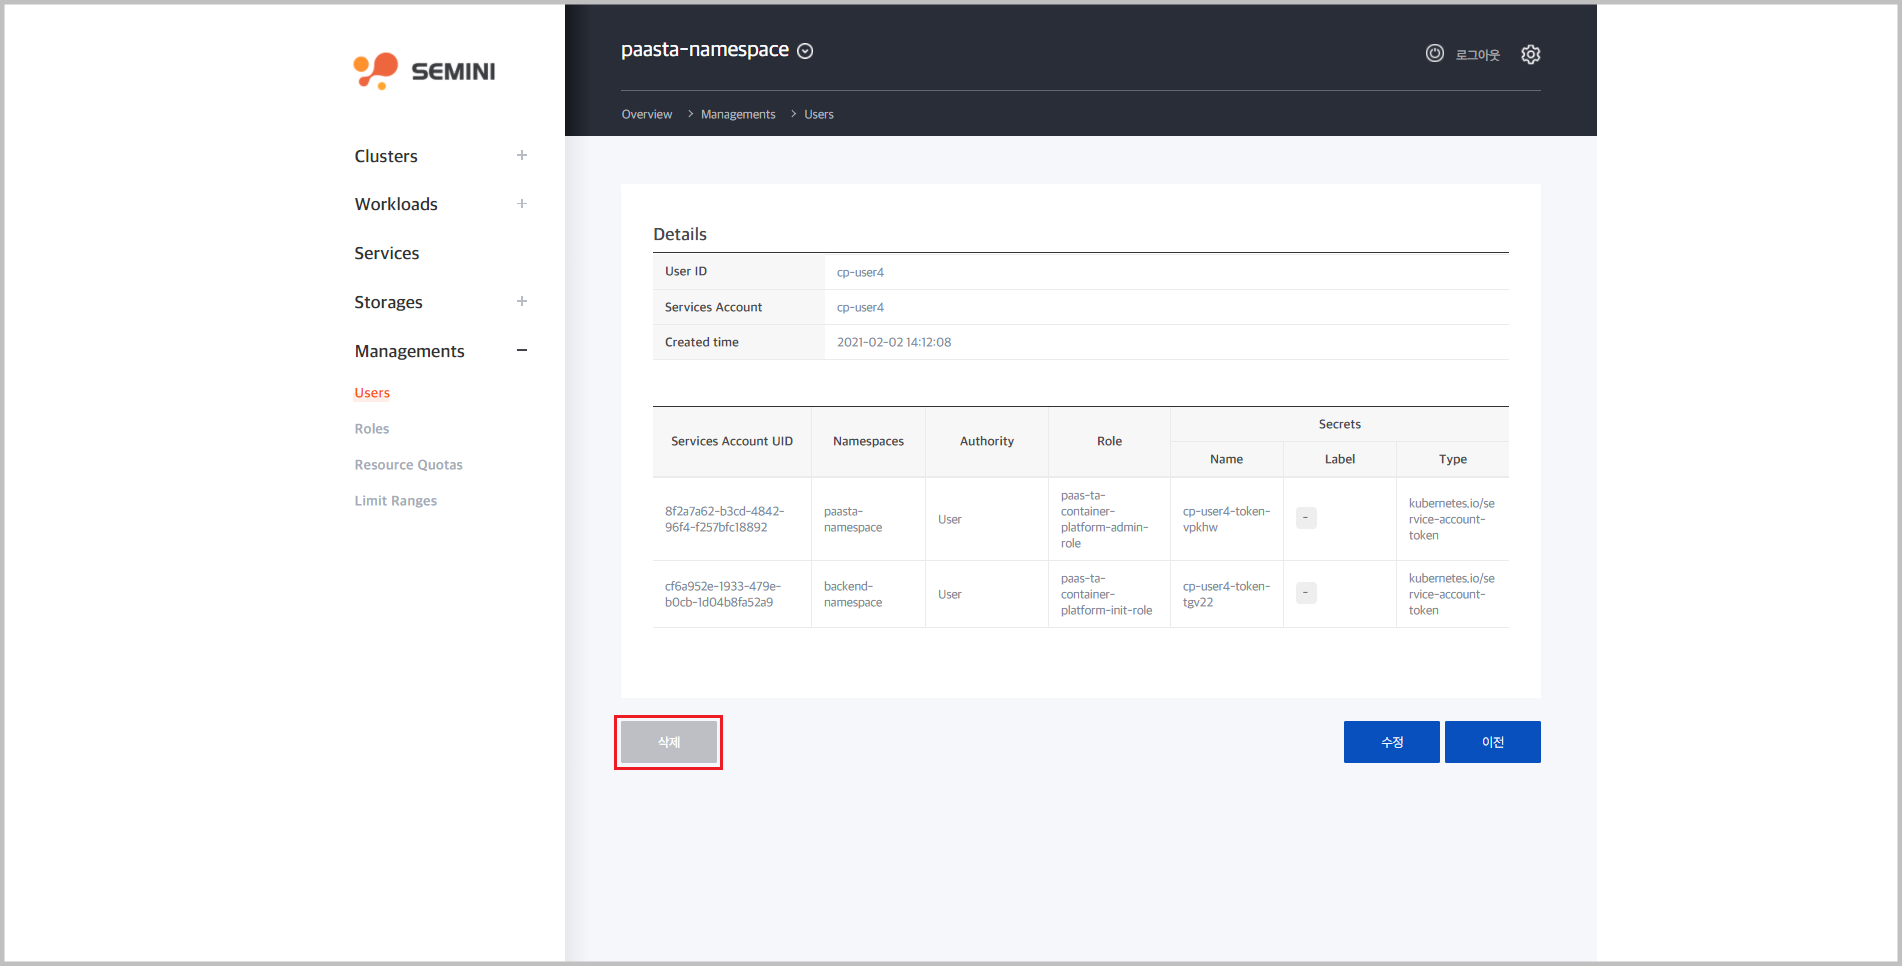 SEMINI
paasta-namespace
로그아웃
Overview > Managements > Users
Clusters +
Workloads +
Services
Storages +
Managements −
Users
Roles
Resource Quotas
Limit Ranges
Details
User ID cp-user4
Services Account cp-user4
Created time 2021-02-02 14:12:08
Services Account UID Namespaces Authority Role Secrets
Name Label Type
8f2a7a62-b3cd-4842-
96f4-f257bfc18892
paasta-
namespace
User
paas-ta-
container-
platform-admin-
role
cp-user4-token-
vpkhw
-
kubernetes.io/se
rvice-account-
token
cf6a952e-1933-479e-
b0cb-1d04b8fa52a9
backend-
namespace
User
paas-ta-
container-
platform-init-role
cp-user4-token-
tgv22
-
kubernetes.io/se
rvice-account-
token
삭제
수정
이전